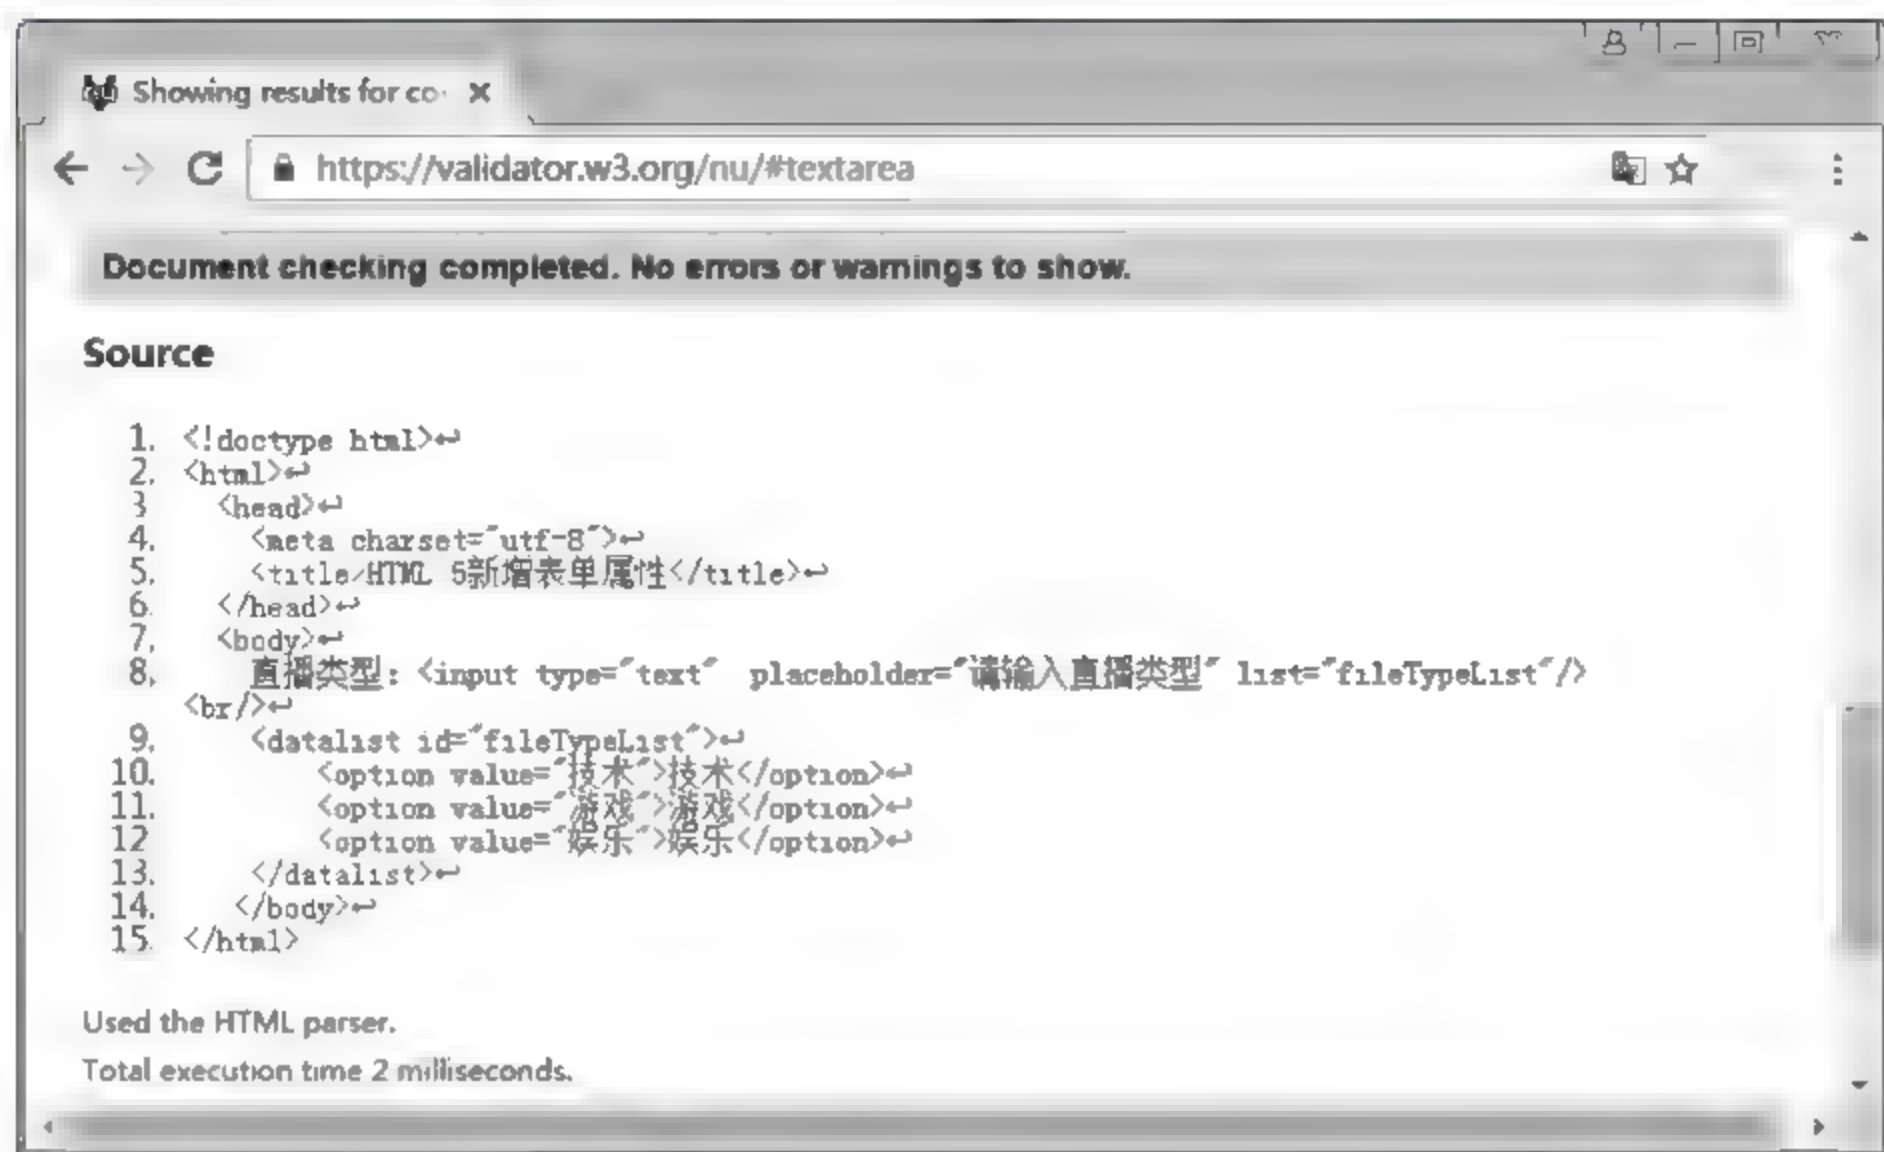 Showing results for co
https://validator.w3.org/nu/#textarea
Document checking completed. No errors or warnings to show.
Source
1. <!doctype html>↩
2. <html>↩
3 <head>↩
4. <meta charset="utf-8">↩
5. <title>HTML 5新增表单属性</title>↩
6. </head>↩
7. <body>↩
8. 直播类型: <input type="text" placeholder="请输入直播类型" list="fileTypeList"/>
<br/>↩
9. <datalist id="fileTypeList">↩
10. <option value="技术">技术</option>↩
11. <option value="游戏">游戏</option>↩
12 <option value="娱乐">娱乐</option>↩
13. </datalist>↩
14. </body>↩
15. </html>
Used the HTML parser.
Total execution time 2 milliseconds.